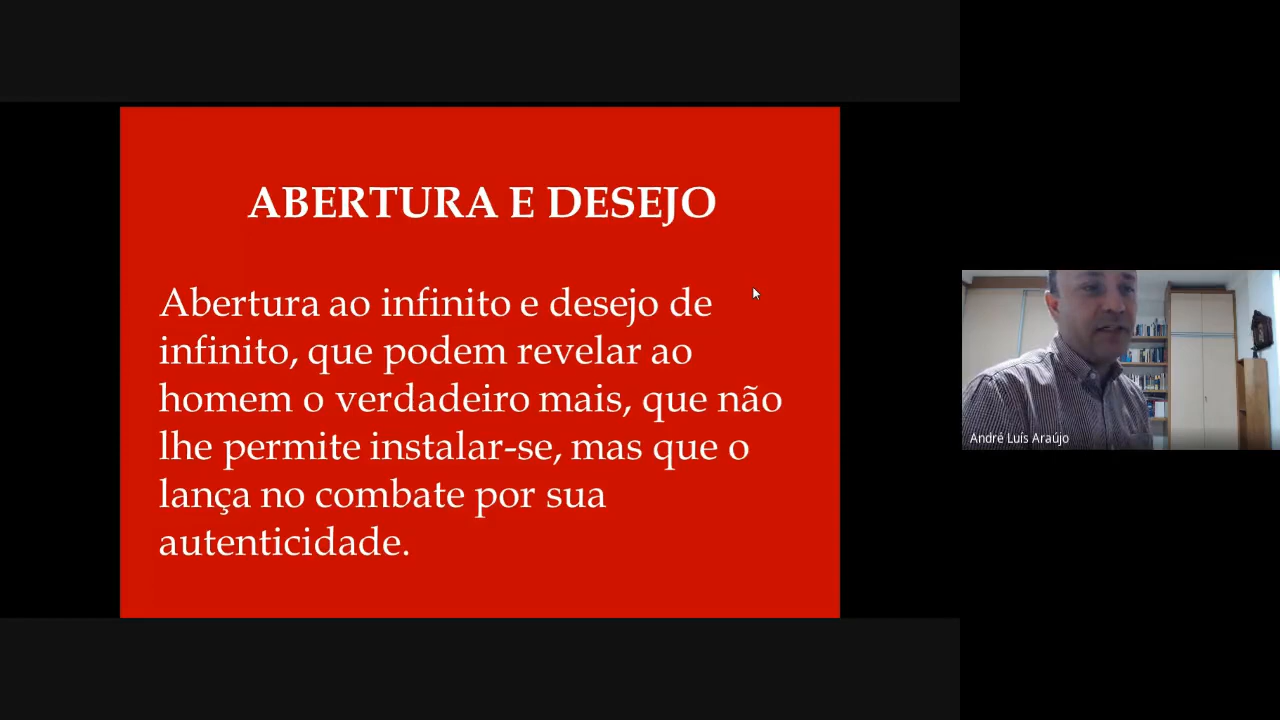 ABERTURA E DESEJO
Abertura ao infinito e desejo de
infinito, que podem revelar ao
homem o verdadeiro mais, que não
lhe permite instalar-se, mas que o
lança no combate por sua
autenticidade.
André Luís Araújo